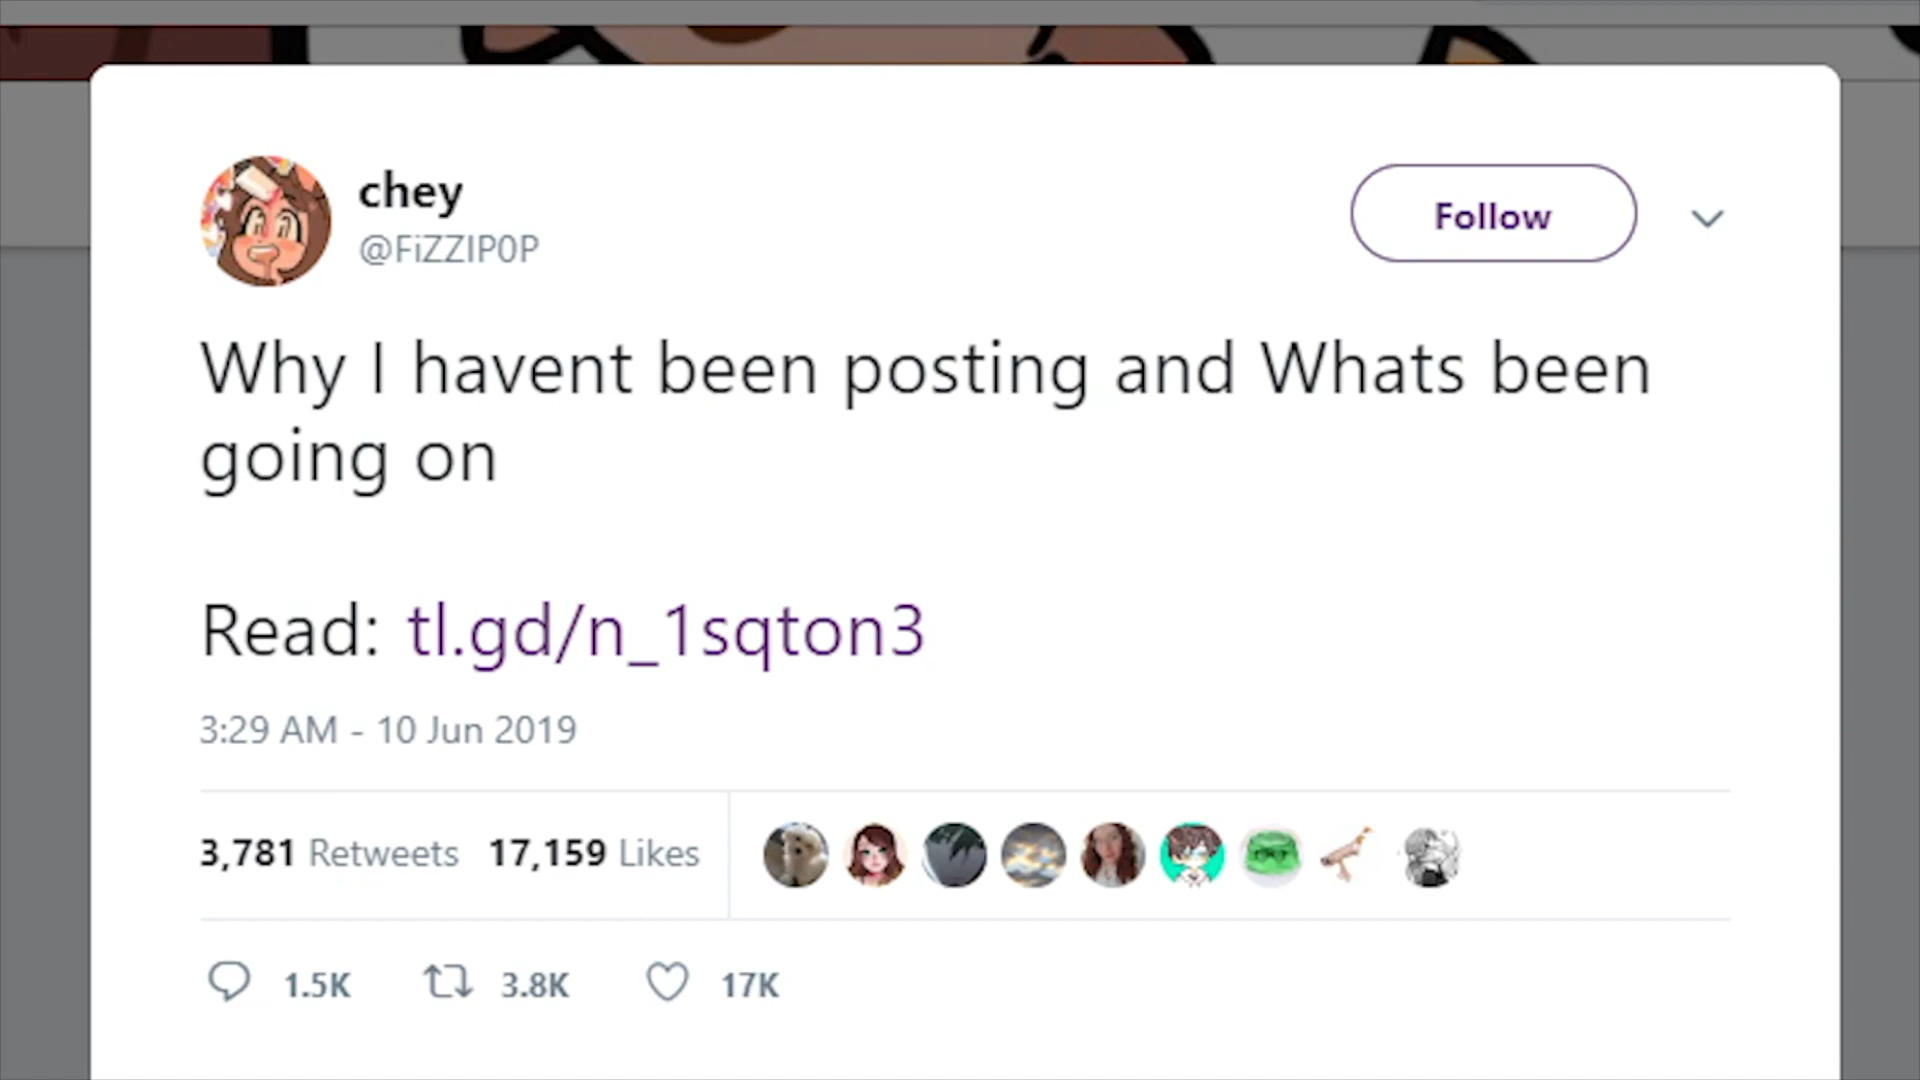 chey
@FiZZIP0P
Follow
Why I havent been posting and Whats been
going on
Read: tl.gd/n_1sqton3
3:29 AM - 10 Jun 2019
3,781 Retweets 17,159 Likes
1.5K 3.8K 17K